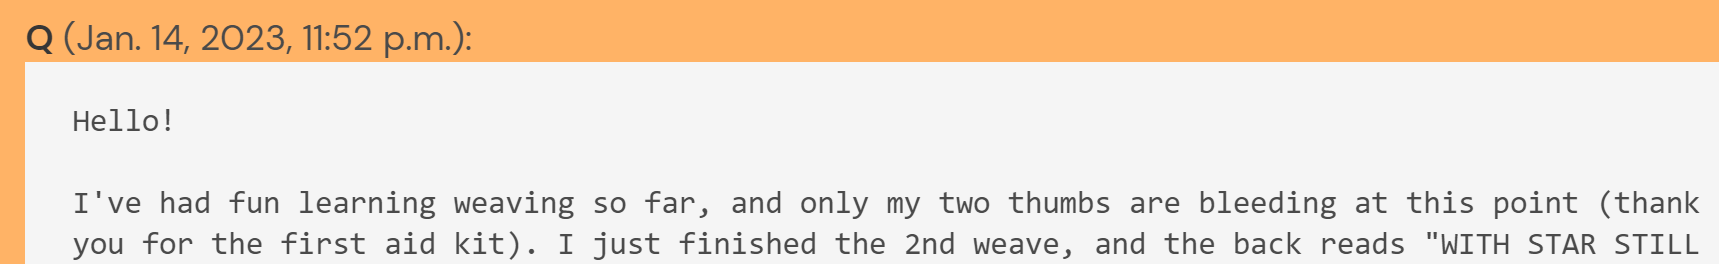 Q (Jan. 14, 2023, 11:52 p.m.):
Hello!
I've had fun learning weaving so far, and only my two thumbs are bleeding at this point (thank
you for the first aid kit). I just finished the 2nd weave, and the back reads "WITH STAR STILL